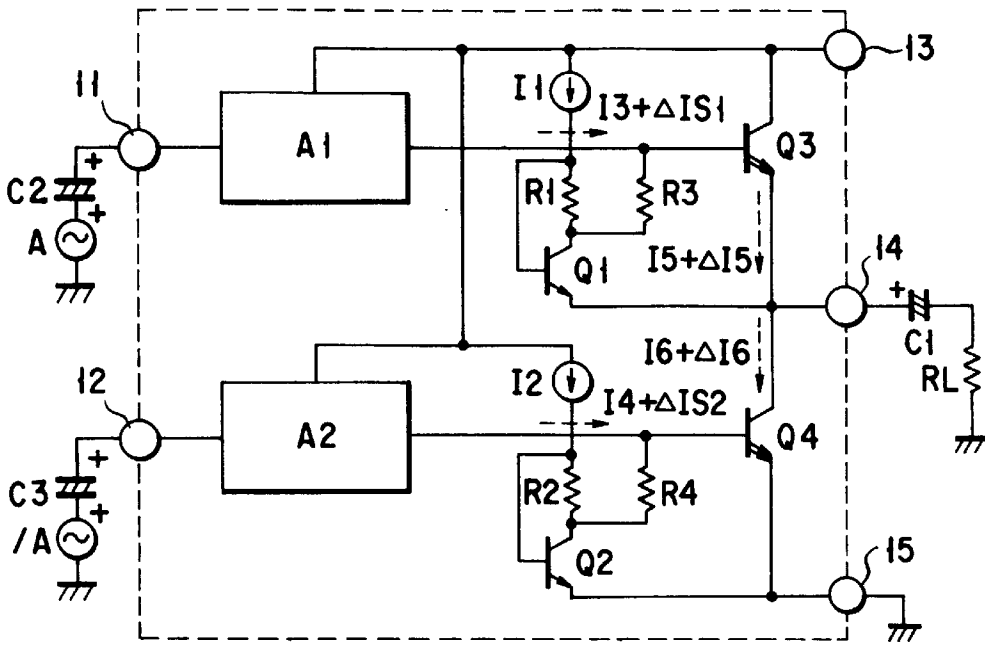 13
11
I1
I3+ΔIS1
A1
Q3
C2
+
+
A
R1
R3
Q1
I5+ΔI5
14
+
C1
RL
I6+ΔI6
12
I2
I4+ΔIS2
A2
Q4
C3
+
+
/A
R2
R4
Q2
15